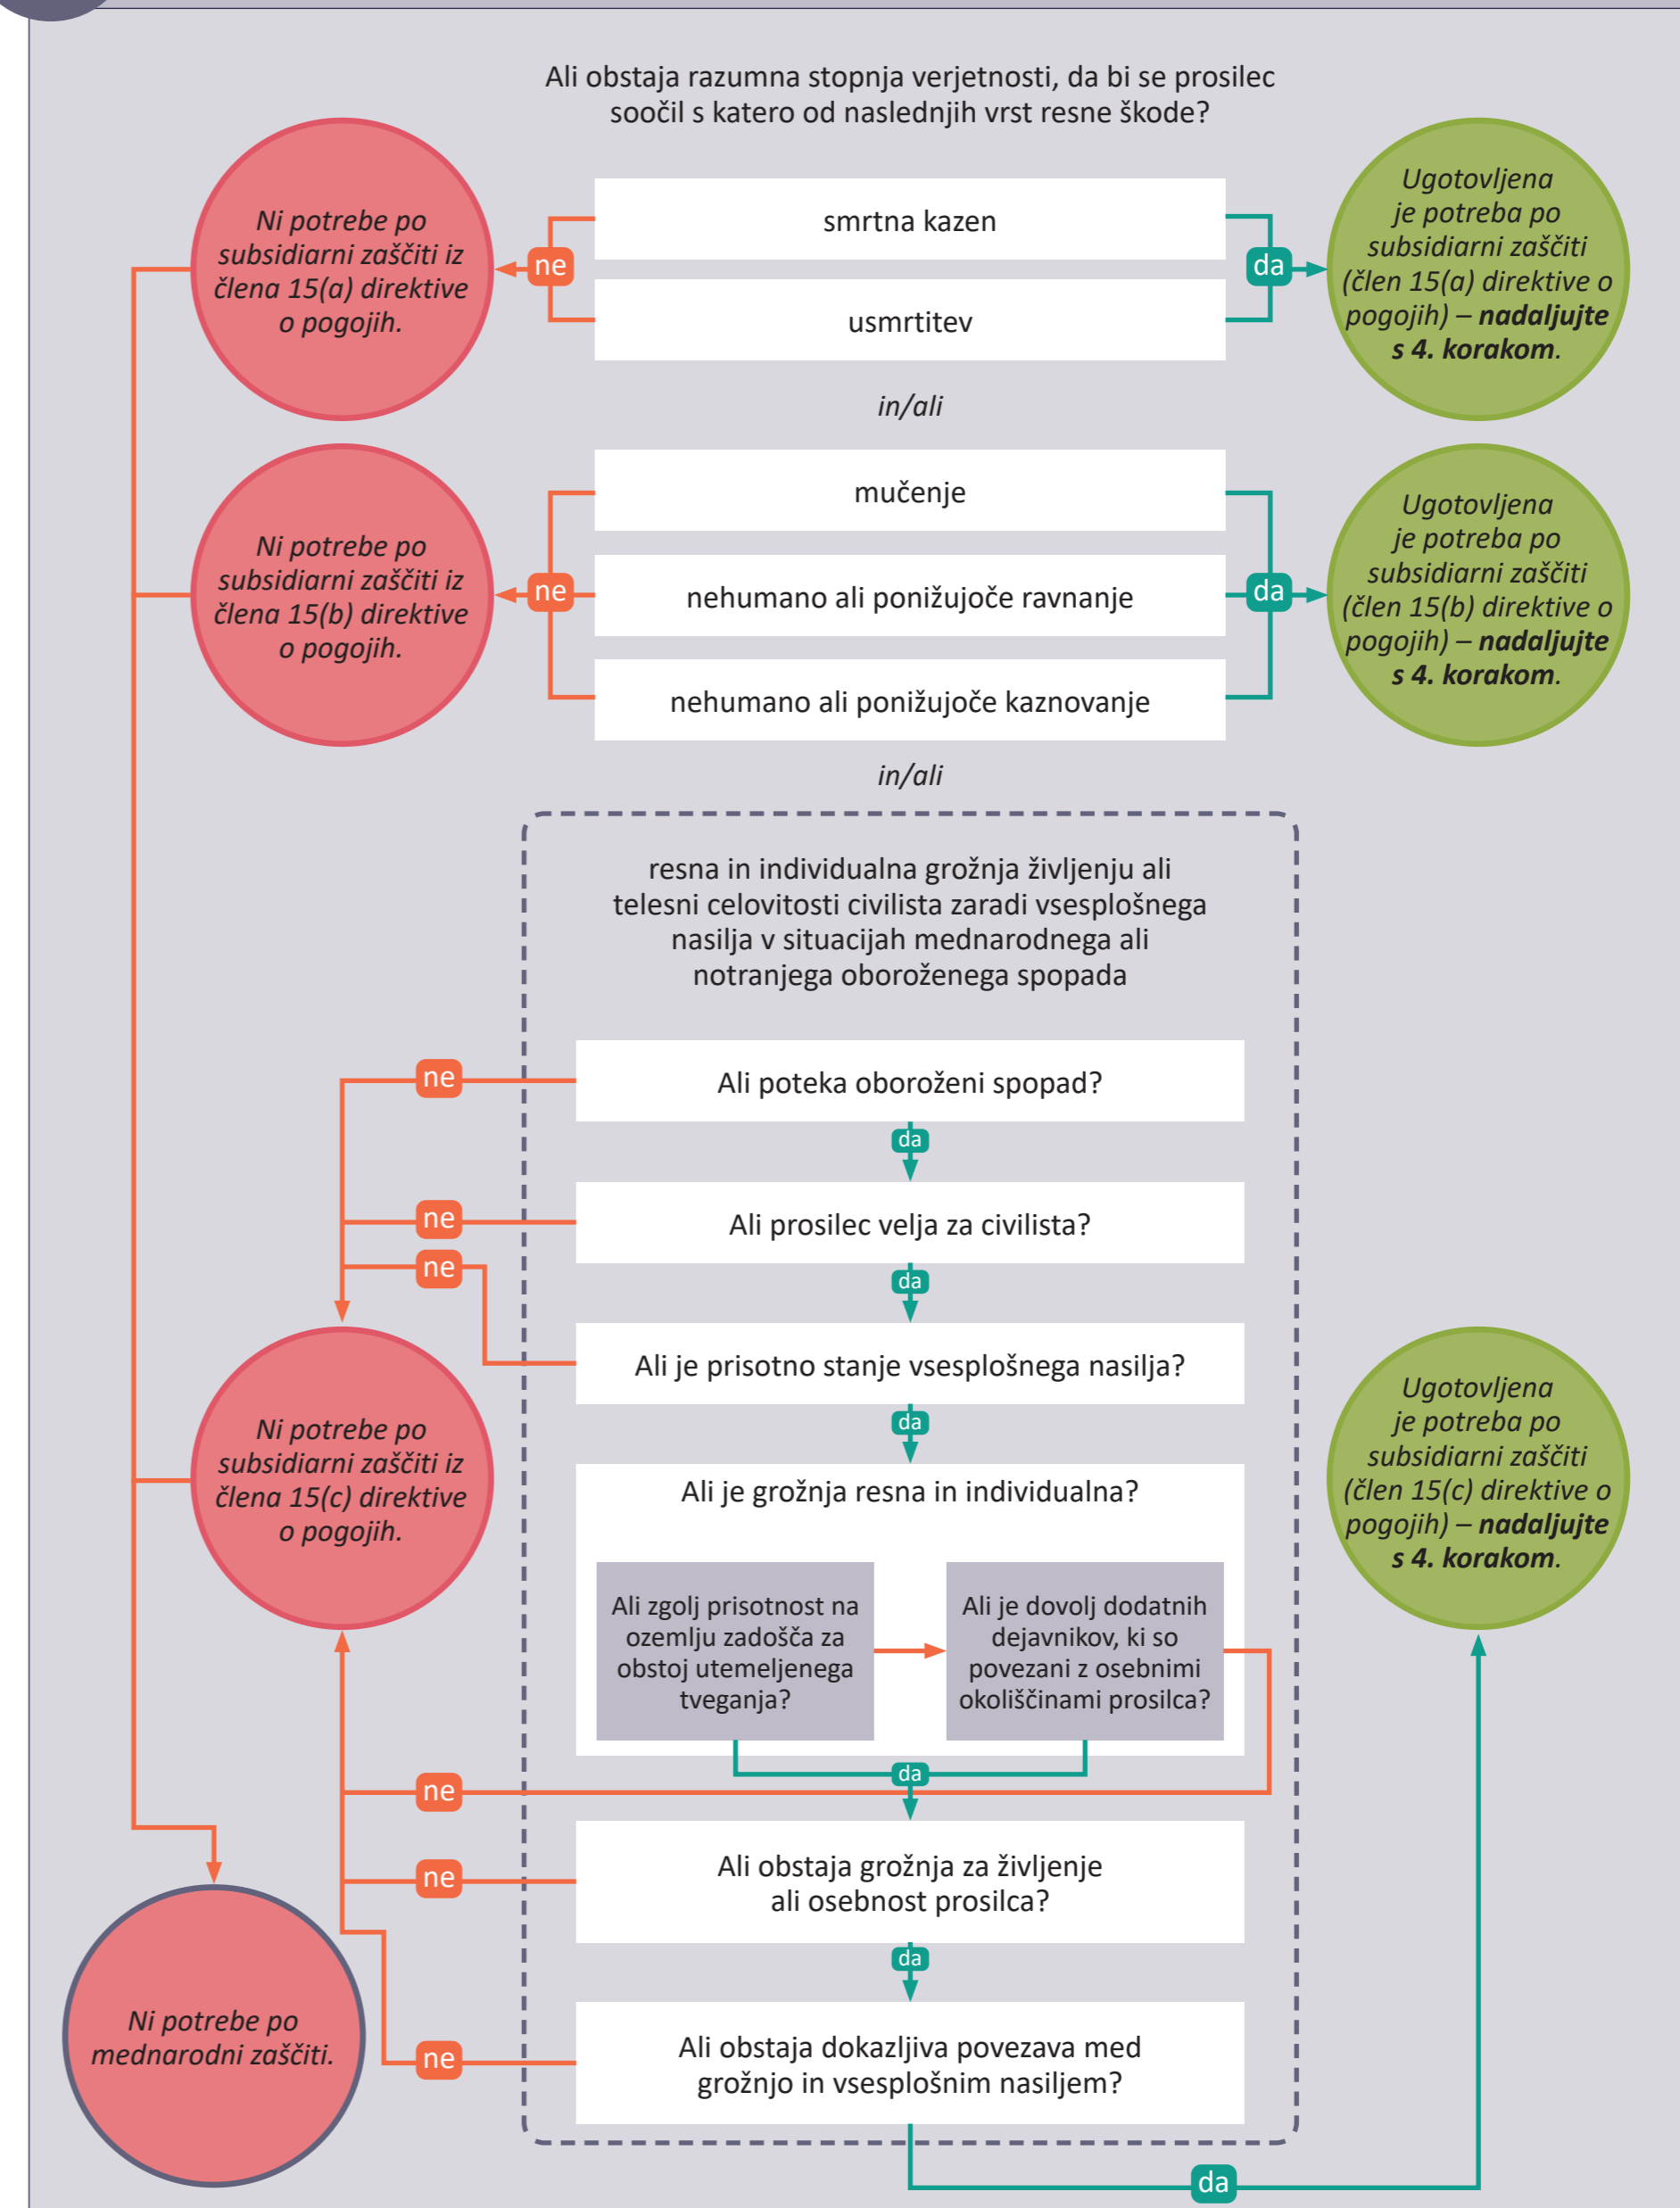 Ali obstaja razumna stopnja verjetnosti, da bi se prosilec
soočil s katero od naslednjih vrst resne škode?
Ni potrebe po
subsidiarni zaščiti iz
člena 15(a) direktive
o pogojih.
ne
smrtna kazen
usmrtitev
da
Ugotovljena
je potreba po
subsidiarni zaščiti
(člen 15(a) direktive o
pogojih) – nadaljujte
s 4. korakom.
in/ali
Ni potrebe po
subsidiarni zaščiti iz
člena 15(b) direktive
o pogojih.
ne
mučenje
nehumano ali ponižujoče ravnanje
nehumano ali ponižujoče kaznovanje
da
Ugotovljena
je potreba po
subsidiarni zaščiti
(člen 15(b) direktive o
pogojih) – nadaljujte
s 4. korakom.
in/ali
resna in individualna grožnja življenju ali
telesni celovitosti civilista zaradi vsesplošnega
nasilja v situacijah mednarodnega ali
notranjega oboroženega spopada
ne
Ali poteka oboroženi spopad?
da
ne
Ali prosilec velja za civilista?
ne
da
Ali je prisotno stanje vsesplošnega nasilja?
da
Ni potrebe po
subsidiarni zaščiti iz
člena 15(c) direktive
o pogojih.
Ali je grožnja resna in individualna?
Ali zgolj prisotnost na
ozemlju zadošča za
obstoj utemeljenega
tveganja?
Ali je dovolj dodatnih
dejavnikov, ki so
povezani z osebnimi
okoliščinami prosilca?
Ugotovljena
je potreba po
subsidiarni zaščiti
(člen 15(c) direktive o
pogojih) – nadaljujte
s 4. korakom.
da
ne
ne
Ali obstaja grožnja za življenje
ali osebnost prosilca?
da
Ni potrebe po
mednarodni zaščiti.
ne
Ali obstaja dokazljiva povezava med
grožnjo in vsesplošnim nasiljem?
da